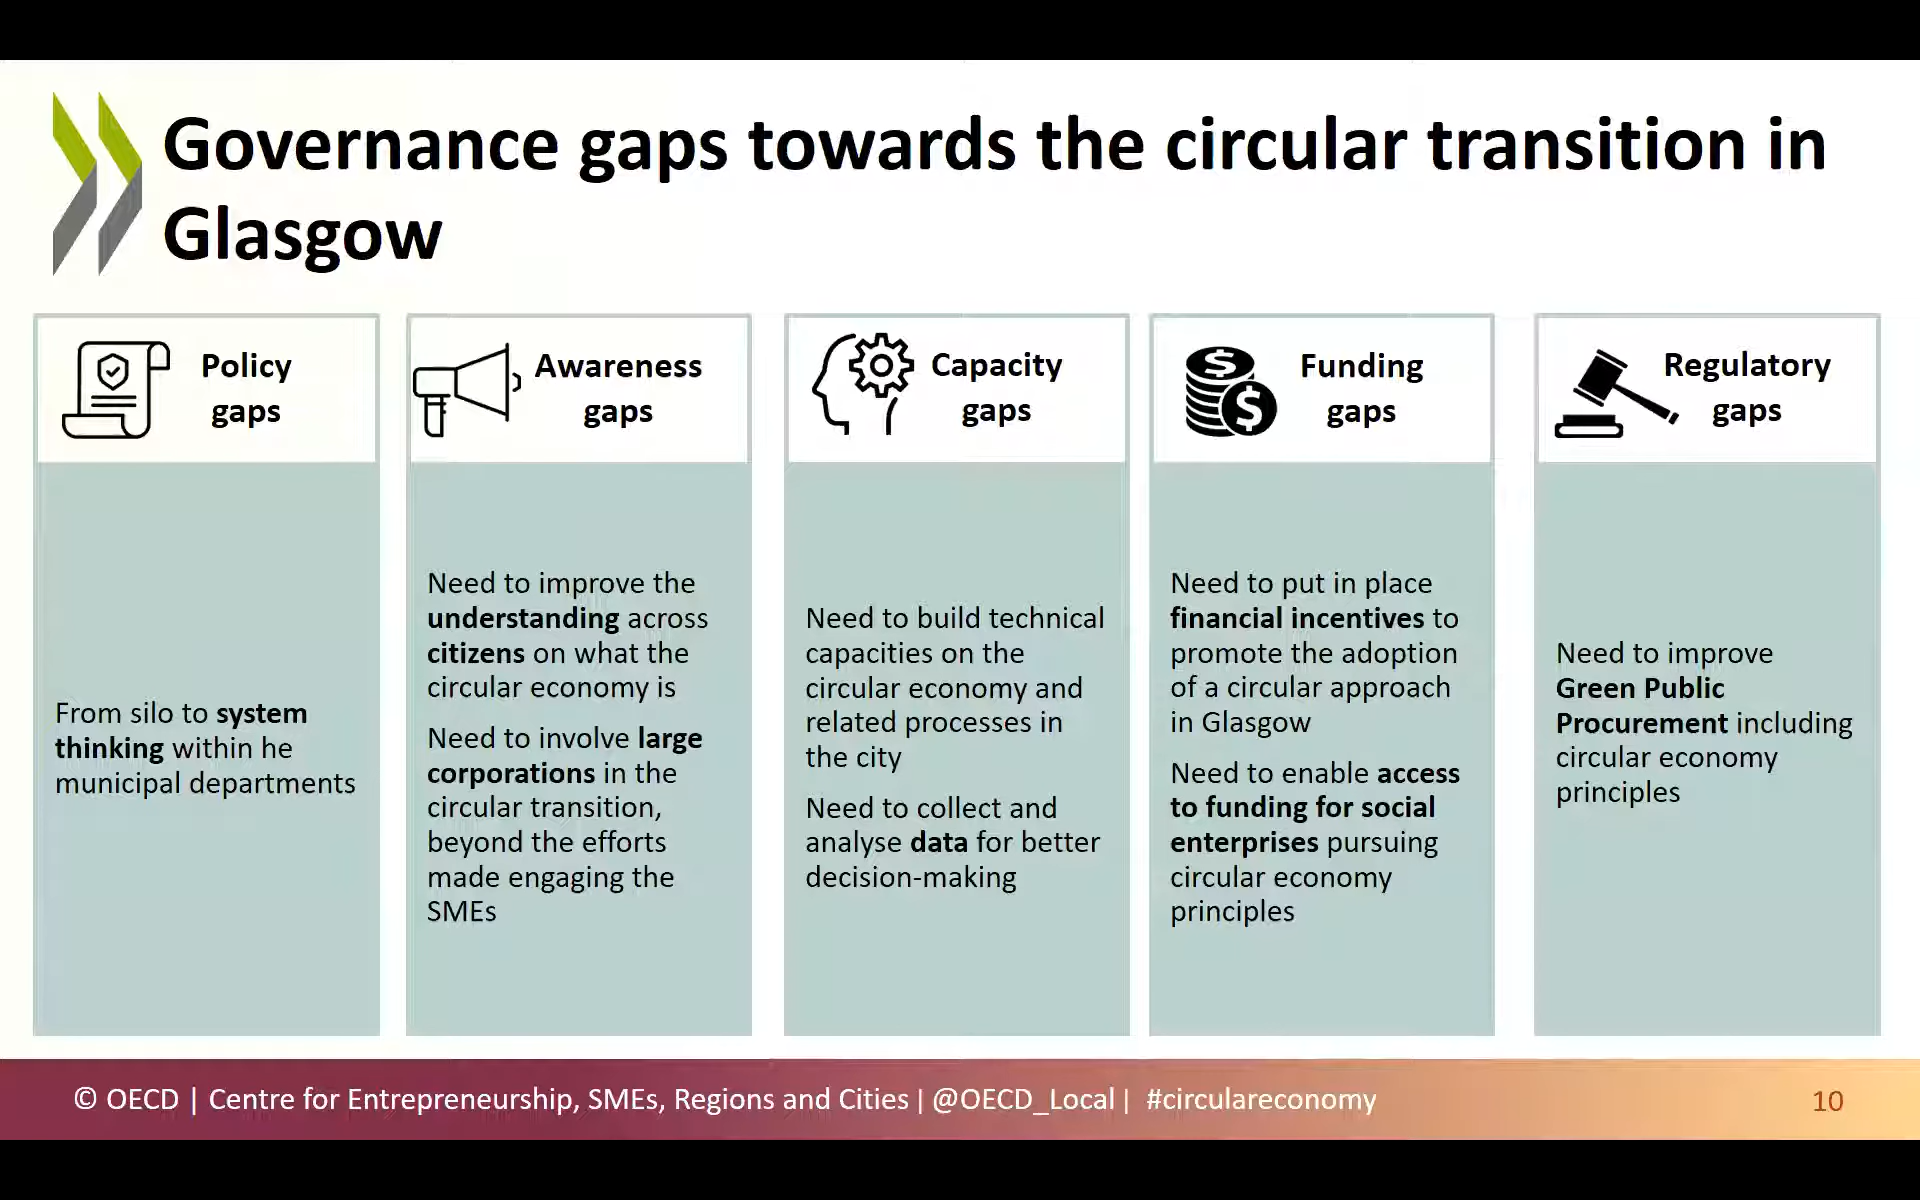 Governance gaps towards the circular transition in
Glasgow
Policy
gaps
From silo to system
thinking within he
municipal departments
Awareness
gaps
Need to improve the
understanding across
citizens on what the
circular economy is
Need to involve large
corporations in the
circular transition,
beyond the efforts
made engaging the
SMEs
Capacity
gaps
Need to build technical
capacities on the
circular economy and
related processes in
the city
Need to collect and
analyse data for better
decision-making
$
$
Funding
gaps
Need to put in place
financial incentives to
promote the adoption
of a circular approach
in Glasgow
Need to enable access
to funding for social
enterprises pursuing
circular economy
principles
Regulatory
gaps
Need to improve
Green Public
Procurement including
circular economy
principles
© OECD | Centre for Entrepreneurship, SMEs, Regions and Cities | @OECD_Local | #circulareconomy
10